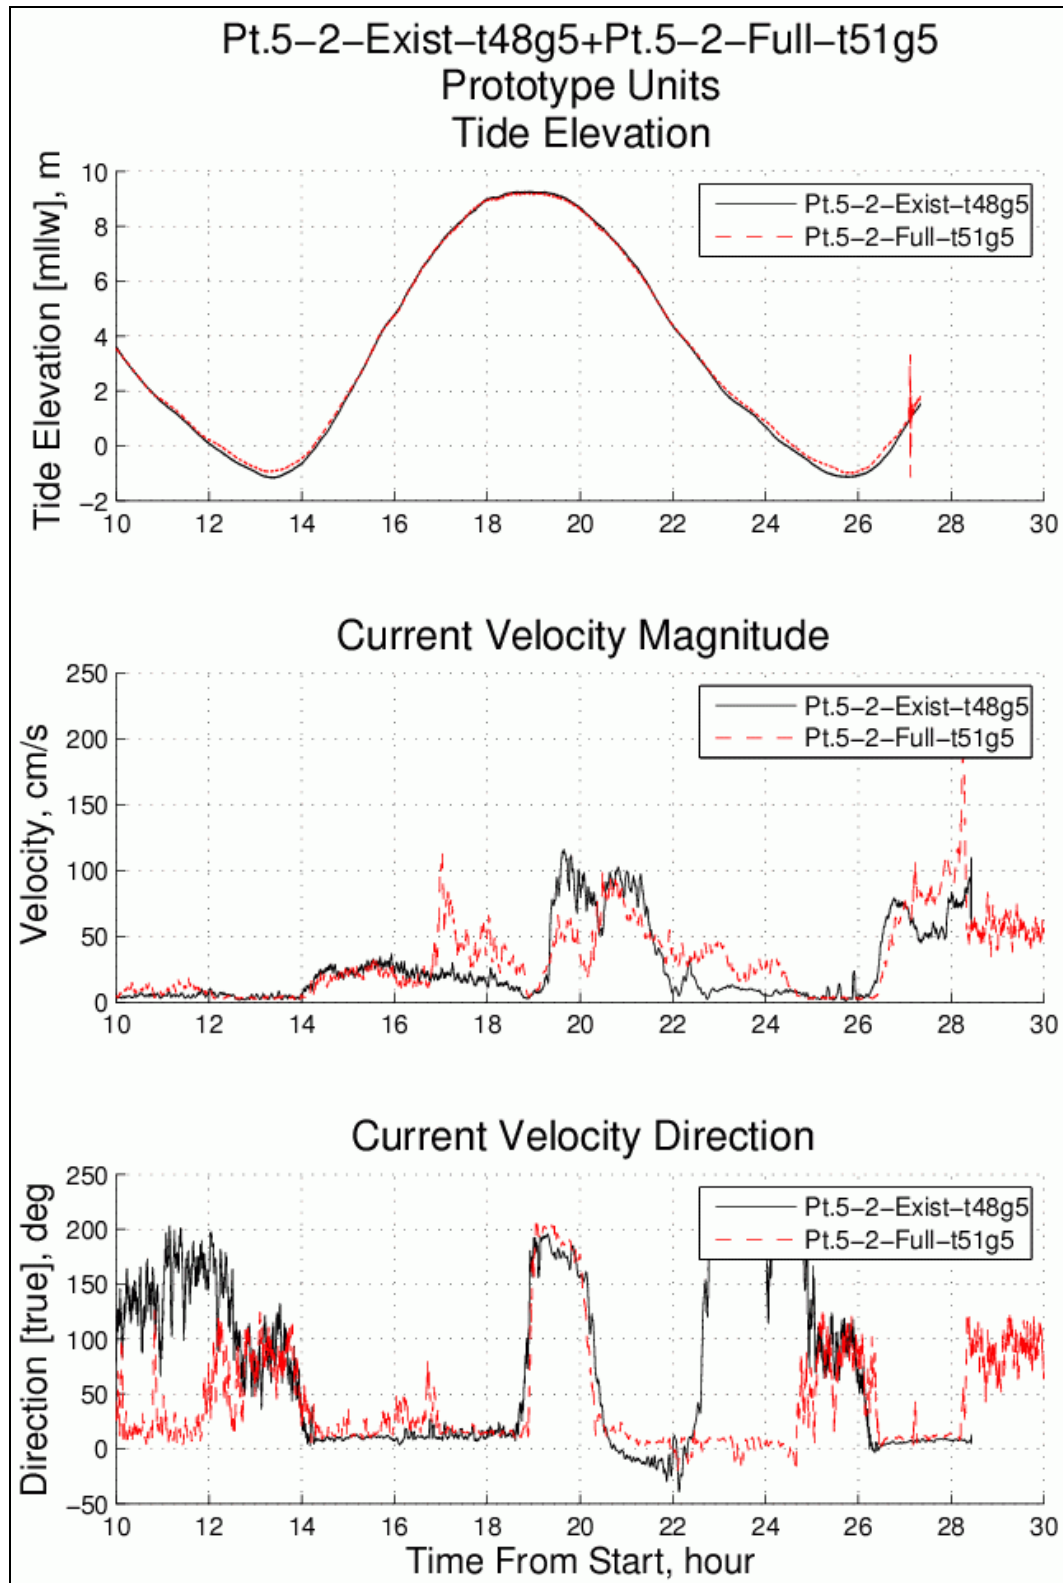 Pt.5−2−Exist−t48g5+Pt.5−2−Full−t51g5
Prototype Units
Tide Elevation
Tide Elevation [mllw], m
10
8
6
4
2
0
−2
Pt.5−2−Exist−t48g5
Pt.5−2−Full−t51g5
10 12 14 16 18 20 22 24 26 28 30
Current Velocity Magnitude
Velocity, cm/s
250
200
150
100
50
0
Pt.5−2−Exist−t48g5
Pt.5−2−Full−t51g5
10 12 14 16 18 20 22 24 26 28 30
Current Velocity Direction
Direction [true], deg
250
200
150
100
50
0
−50
Pt.5−2−Exist−t48g5
Pt.5−2−Full−t51g5
10 12 14 16 18 20 22 24 26 28 30
Time From Start, hour